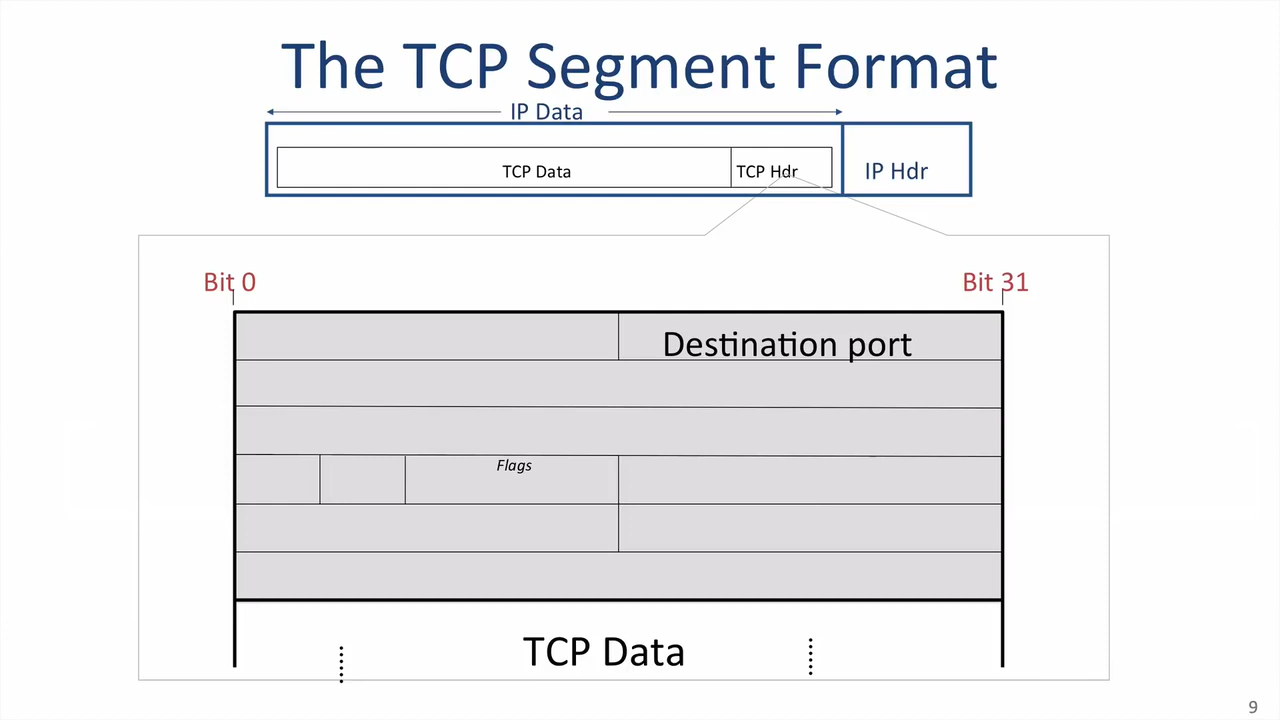 The TCP Segment Format
IP Data
TCP Data
TCP Hdr
IP Hdr
Bit 0
Bit 31
Destination port
Flags
TCP Data
9